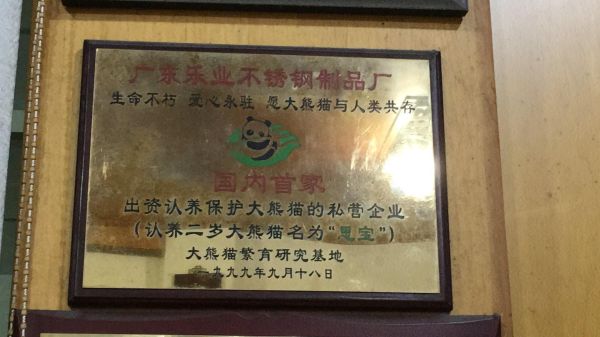 广东乐业不锈钢制品厂
生命不朽 爱心永驻 愿大熊猫与人类共存
国内首家
出资认养保护大熊猫的私营企业
（认养二岁大熊猫名为“思宝”）
大熊猫繁育研究基地
一九九九年九月十八日